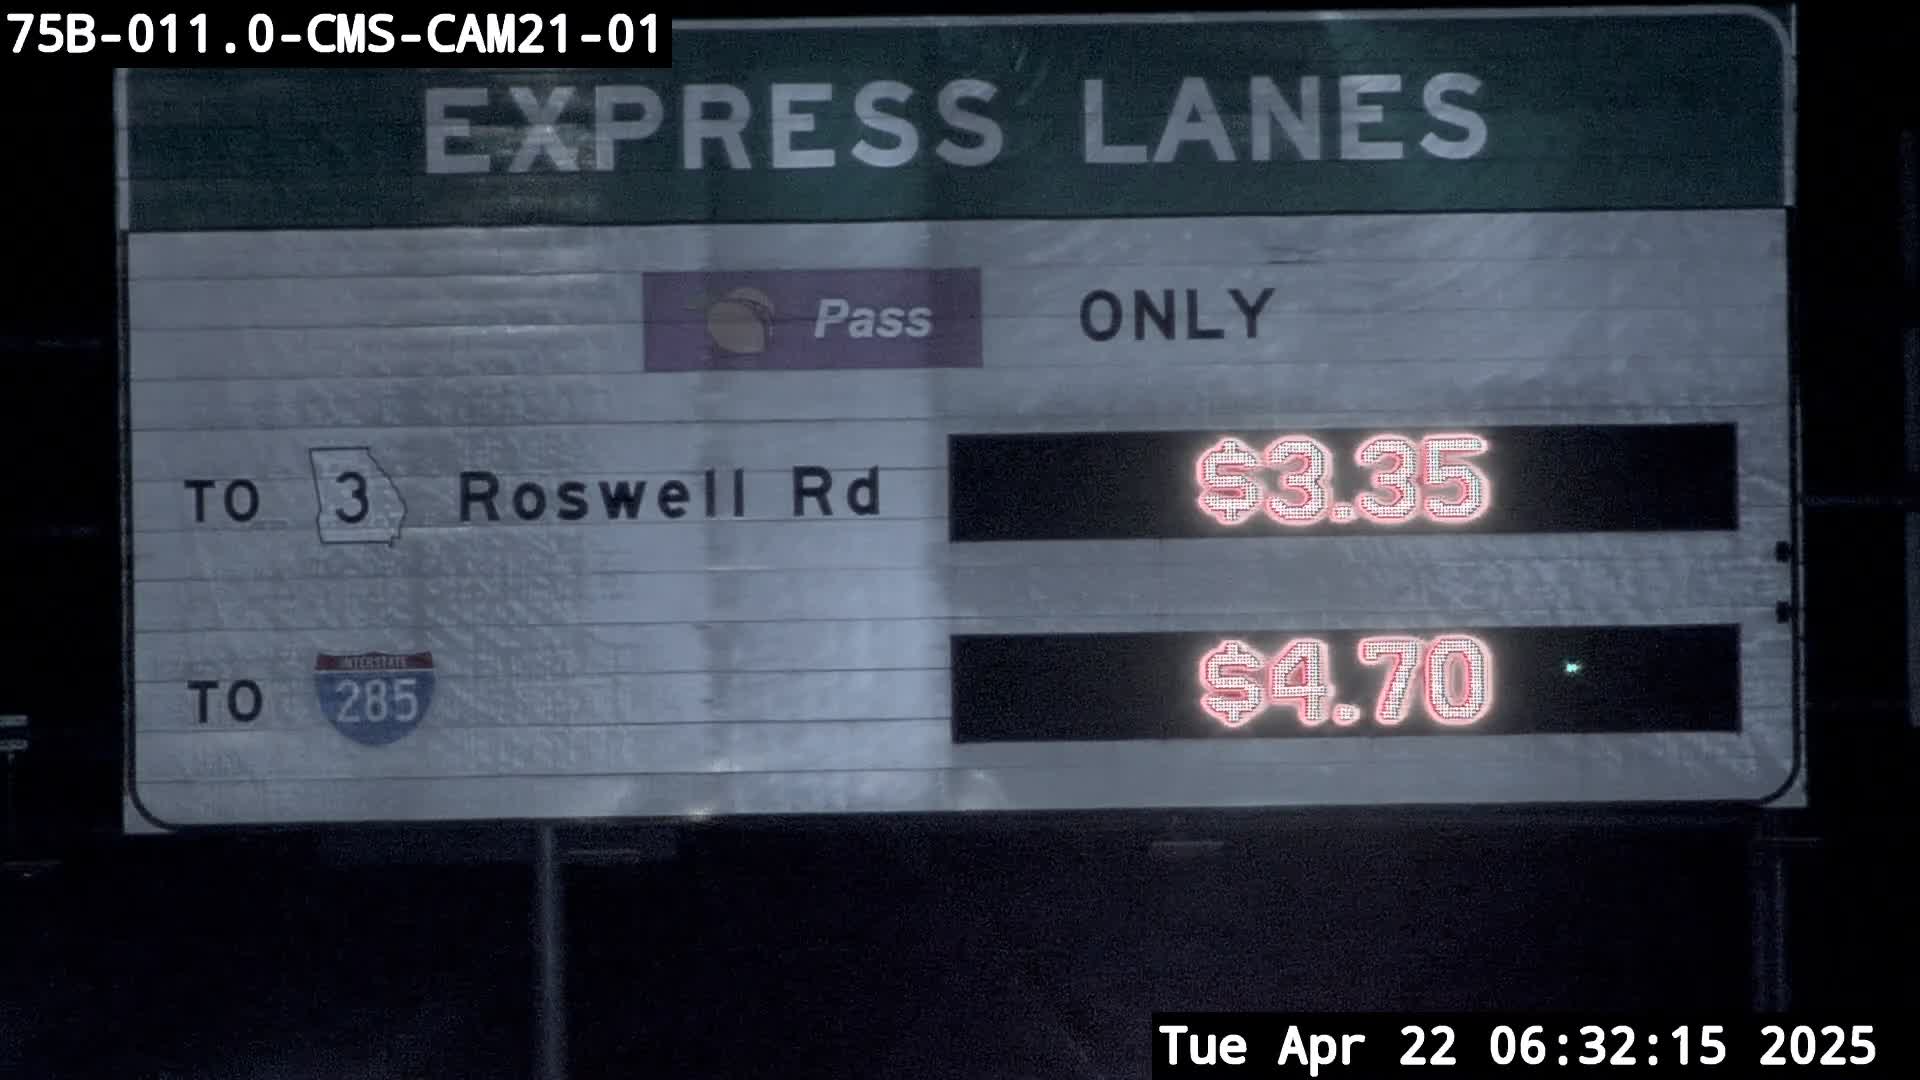 75B-011.0-CMS-CAM21-01
EXPRESS LANES
Pass ONLY
TO 3 Roswell Rd $3.35
INTERSTATE
TO 285 $4.70
Tue Apr 22 06:32:15 2025